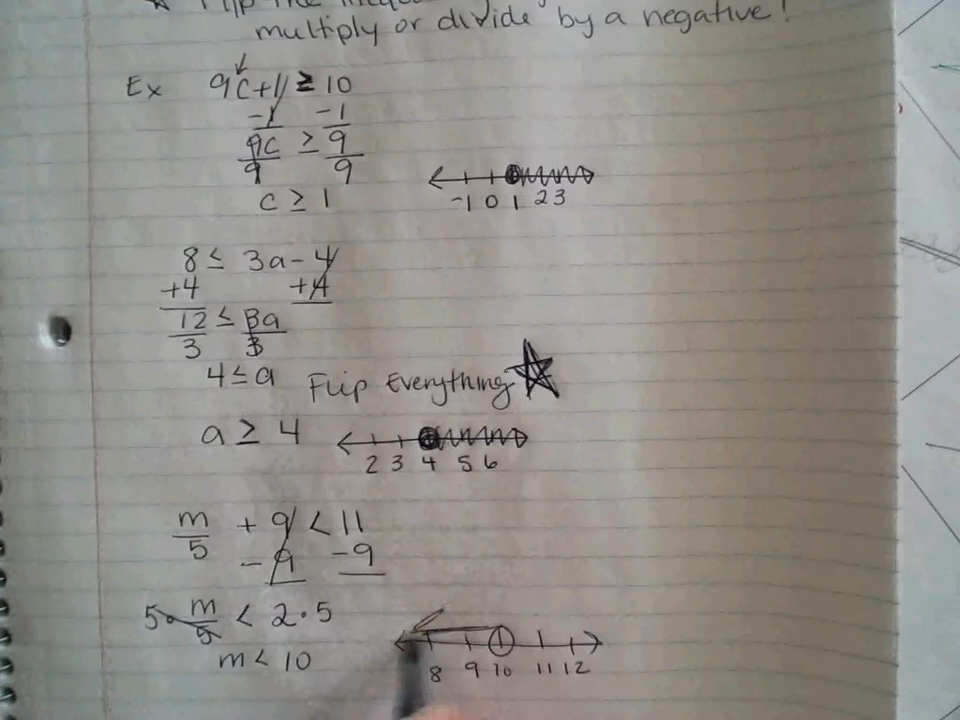 multiply or divide by a negative!
Ex 9c + 1 ≥ 10
-1 -1
9c ≥ 9
9 9
c ≥ 1
-1 0 1 2 3
8 ≤ 3a - 4
+4 +4
12 ≤ 3a
3 3
4 ≤ a Flip Everything
a ≥ 4
2 3 4 5 6
m + 9 < 11
5
-9 -9
5 · m < 2 · 5
5
m < 10
8 9 10 11 12